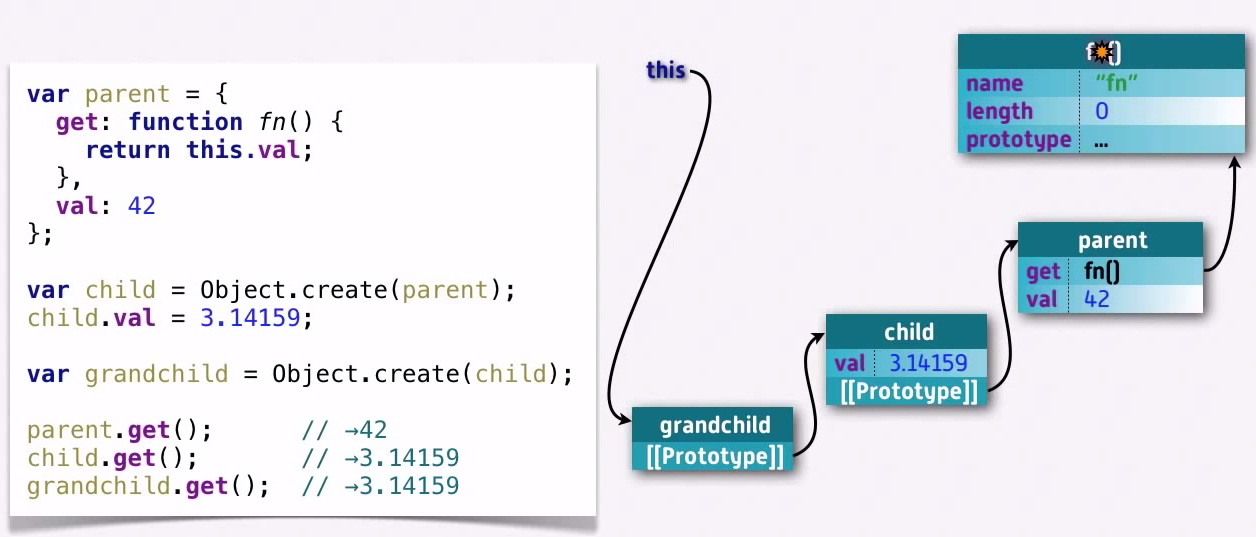 var parent = {
get: function fn() {
return this.val;
},
val: 42
};
var child = Object.create(parent);
child.val = 3.14159;
var grandchild = Object.create(child);
parent.get(); // →42
child.get(); // →3.14159
grandchild.get(); // →3.14159
this
name “fn”
length 0
prototype …
parent
get fn()
val 42
child
val 3.14159
[[Prototype]]
grandchild
[[Prototype]]